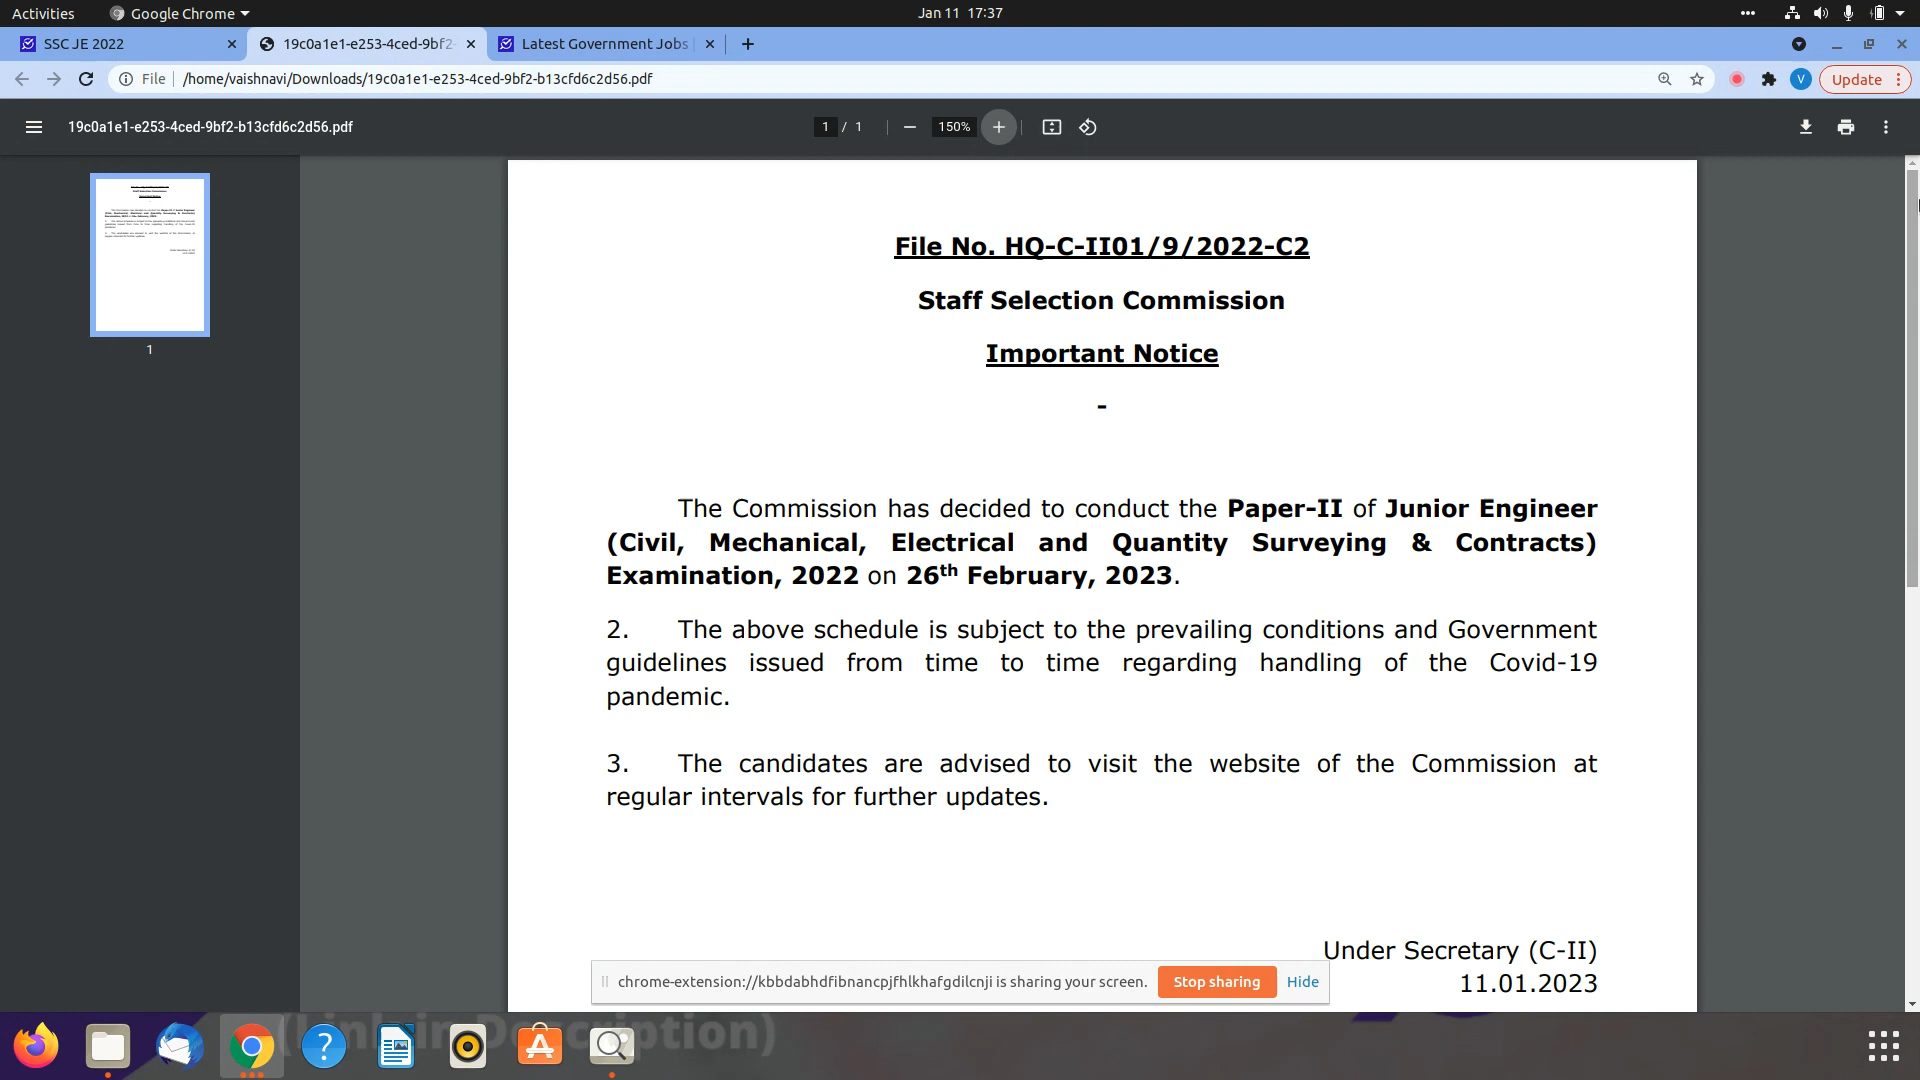 Activities
Google Chrome
Jan 11 17:37
SSC JE 2022
19c0a1e1-e253-4ced-9bf2-
Latest Government Jobs
File
/home/vaishnavi/Downloads/19c0a1e1-e253-4ced-9bf2-b13cfd6c2d56.pdf
V
Update
19c0a1e1-e253-4ced-9bf2-b13cfd6c2d56.pdf
1 / 1
150%
1
File No. HQ-C-II01/9/2022-C2
Staff Selection Commission
Important Notice
-
The Commission has decided to conduct the Paper-II of Junior Engineer
(Civil, Mechanical, Electrical and Quantity Surveying & Contracts)
Examination, 2022 on 26th February, 2023.
2. The above schedule is subject to the prevailing conditions and Government
guidelines issued from time to time regarding handling of the Covid-19
pandemic.
3. The candidates are advised to visit the website of the Commission at
regular intervals for further updates.
Under Secretary (C-II)
11.01.2023
chrome-extension://kbbdabhdfibnancpjfhlkhafgdilcnji is sharing your screen.
Stop sharing
Hide
(Link in Description)